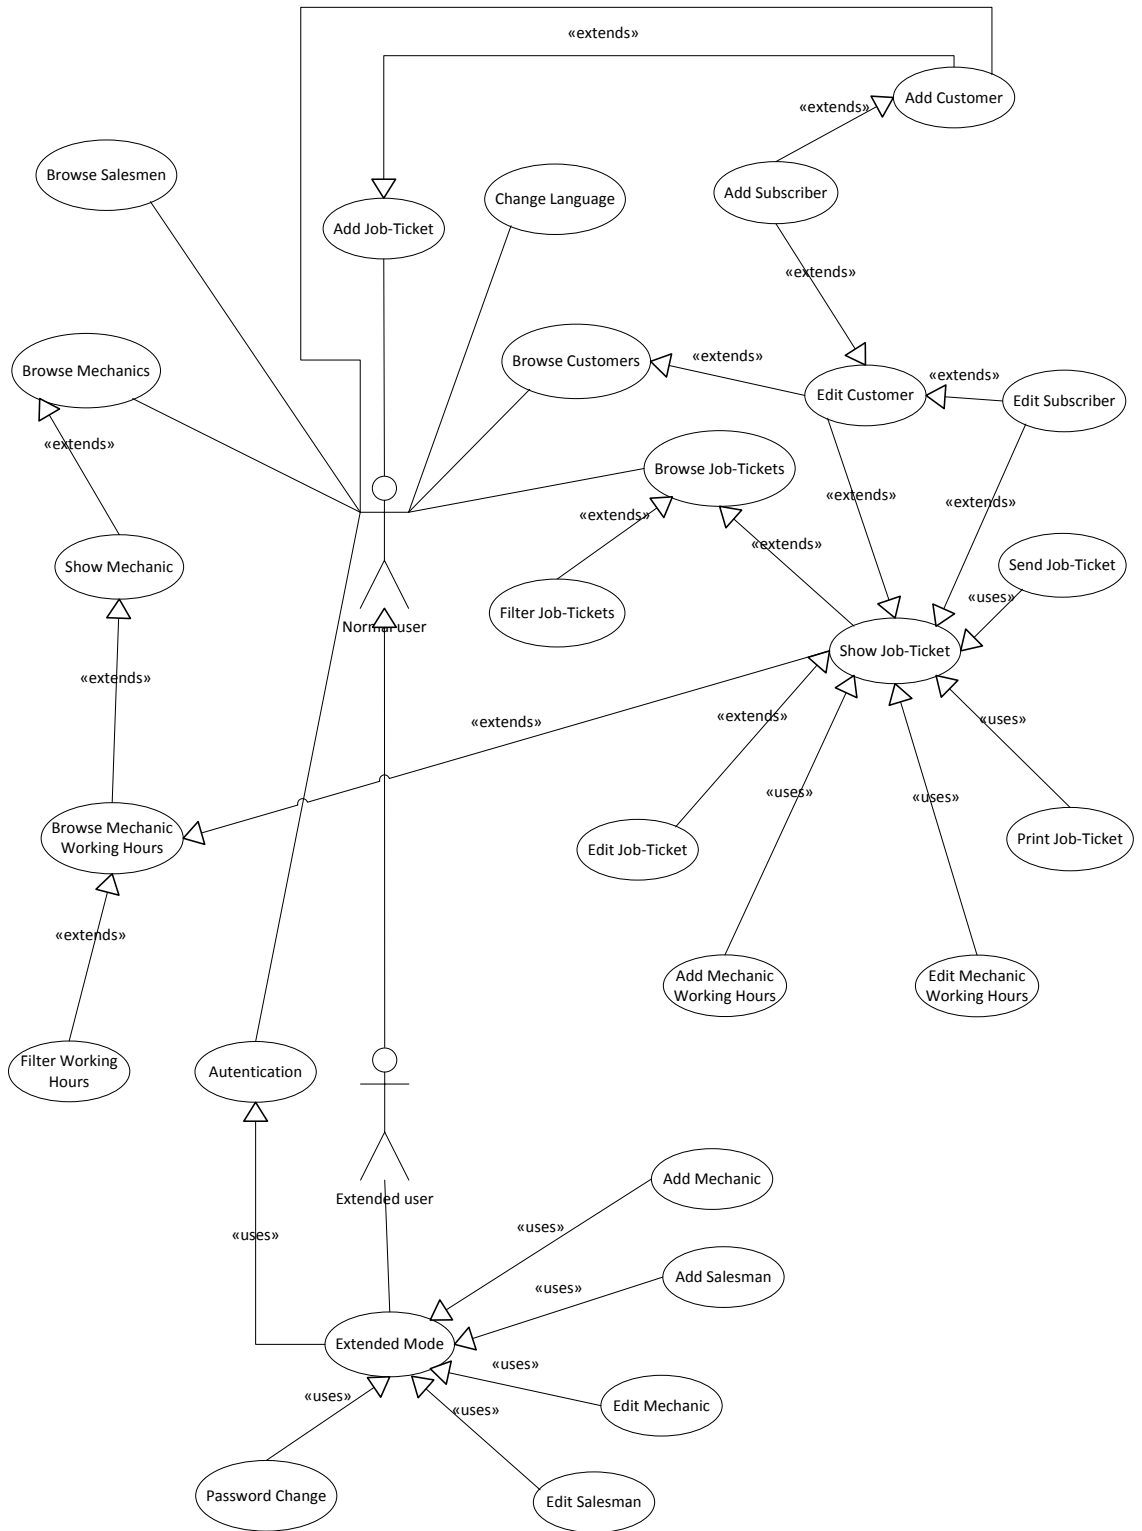 «extends»
Add Customer
«extends»
Browse Salesmen
Add Subscriber
Change Language
Add Job-Ticket
«extends»
Browse Customers
«extends»
Browse Mechanics
«extends»
Edit Customer
Edit Subscriber
«extends»
Browse Job-Tickets
«extends»
«extends»
«extends»
«extends»
Show Mechanic
Send Job-Ticket
«uses»
Filter Job-Tickets
Normal user
Show Job-Ticket
«extends»
«extends»
«extends»
«uses»
«uses»
«uses»
Browse Mechanic
Working Hours
Edit Job-Ticket
Print Job-Ticket
«extends»
Add Mechanic
Working Hours
Edit Mechanic
Working Hours
Filter Working
Hours
Autentication
Add Mechanic
Extended user
«uses»
«uses»
Add Salesman
«uses»
Extended Mode
«uses»
«uses»
«uses»
Edit Mechanic
Password Change
Edit Salesman